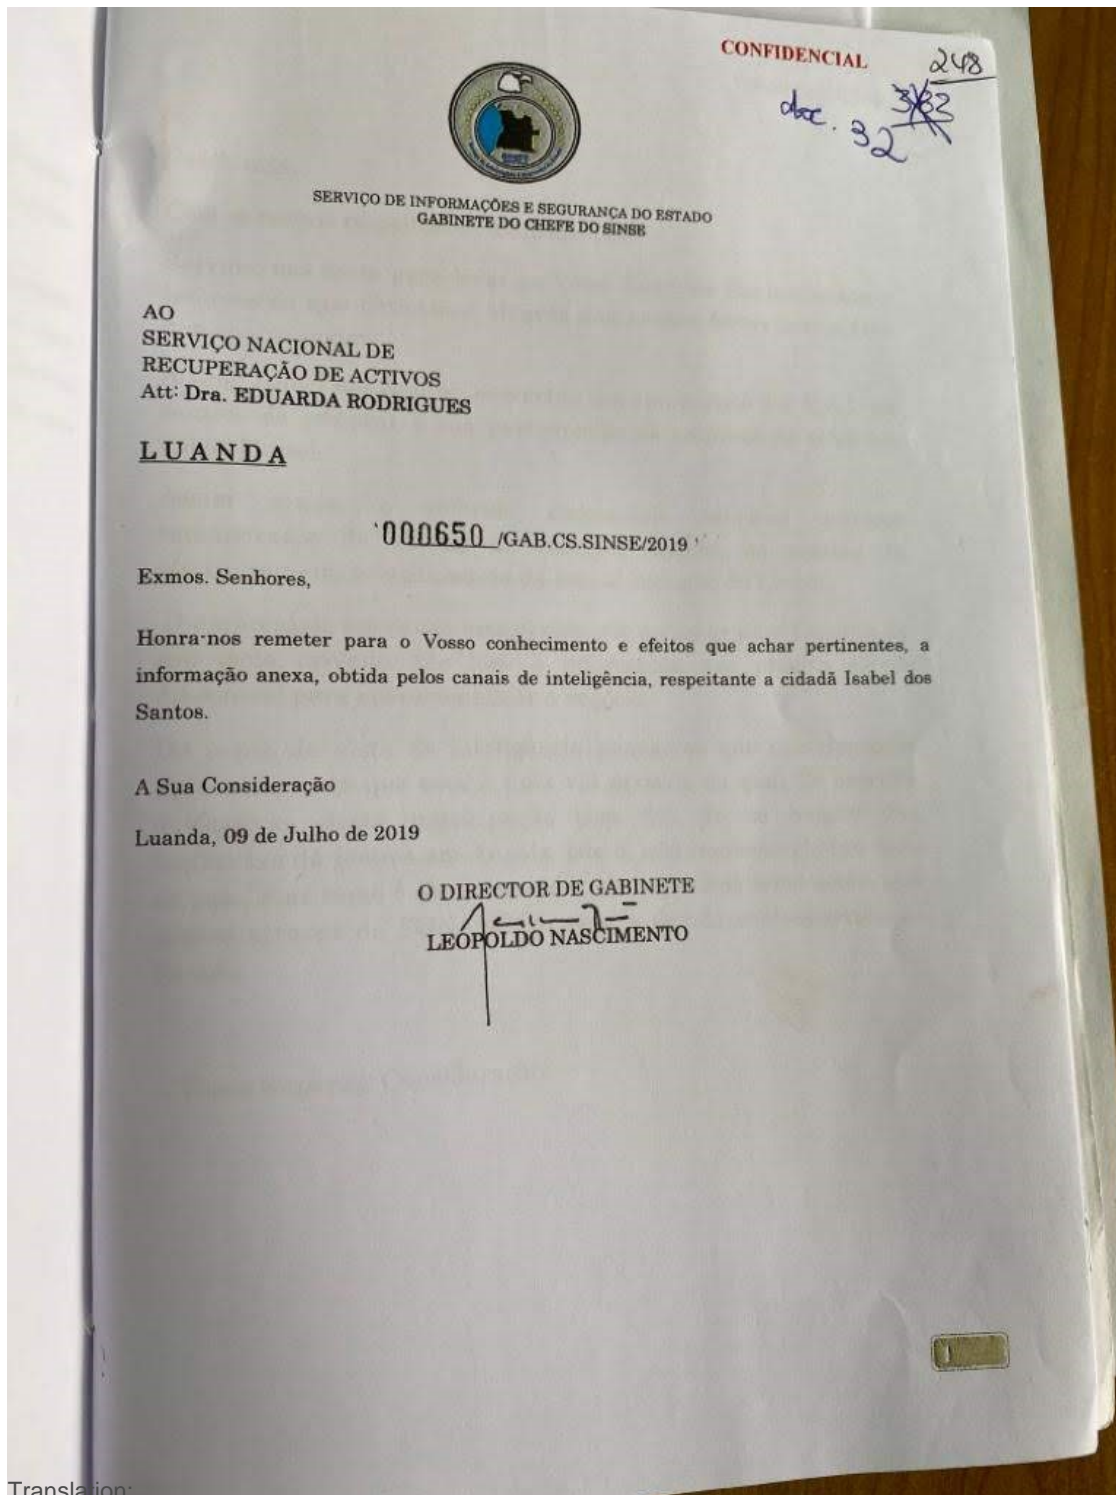 CONFIDENCIAL
248
doc. 32
SERVIÇO DE INFORMAÇÕES E SEGURANÇA DO ESTADO
GABINETE DO CHEFE DO SINSE
AO
SERVIÇO NACIONAL DE
RECUPERAÇÃO DE ACTIVOS
Att: Dra. EDUARDA RODRIGUES
LUANDA
000650 /GAB.CS.SINSE/2019
Exmos. Senhores,
Honra-nos remeter para o Vosso conhecimento e efeitos que achar pertinentes, a
informação anexa, obtida pelos canais de inteligência, respeitante a cidadã Isabel dos
Santos.
A Sua Consideração
Luanda, 09 de Julho de 2019
O DIRECTOR DE GABINETE
LEOPOLDO NASCIMENTO
1
Translation: